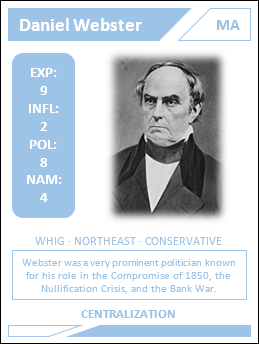 Daniel Webster
MA
EXP:
9
INFL:
2
POL:
8
NAM:
4
WHIG · NORTHEAST · CONSERVATIVE
Webster was a very prominent politician known
for his role in the Compromise of 1850, the
Nullification Crisis, and the Bank War.
CENTRALIZATION